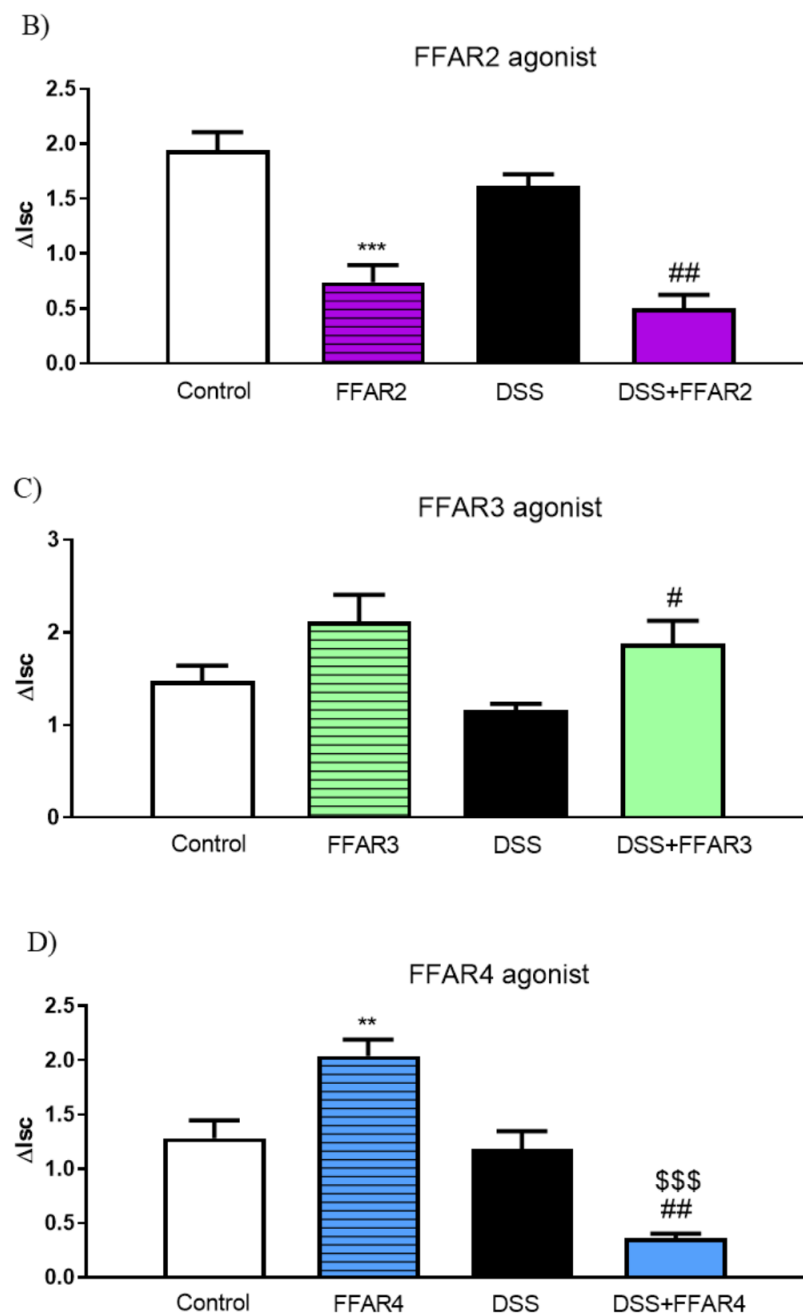 B)
FFAR2 agonist
2.5
2.0
1.5
1.0
0.5
0.0
ΔIsc
***
##
Control FFAR2 DSS DSS+FFAR2
C)
FFAR3 agonist
3
2
1
0
ΔIsc
#
Control FFAR3 DSS DSS+FFAR3
D)
FFAR4 agonist
2.5
2.0
1.5
1.0
0.5
0.0
ΔIsc
**
$$$
##
Control FFAR4 DSS DSS+FFAR4